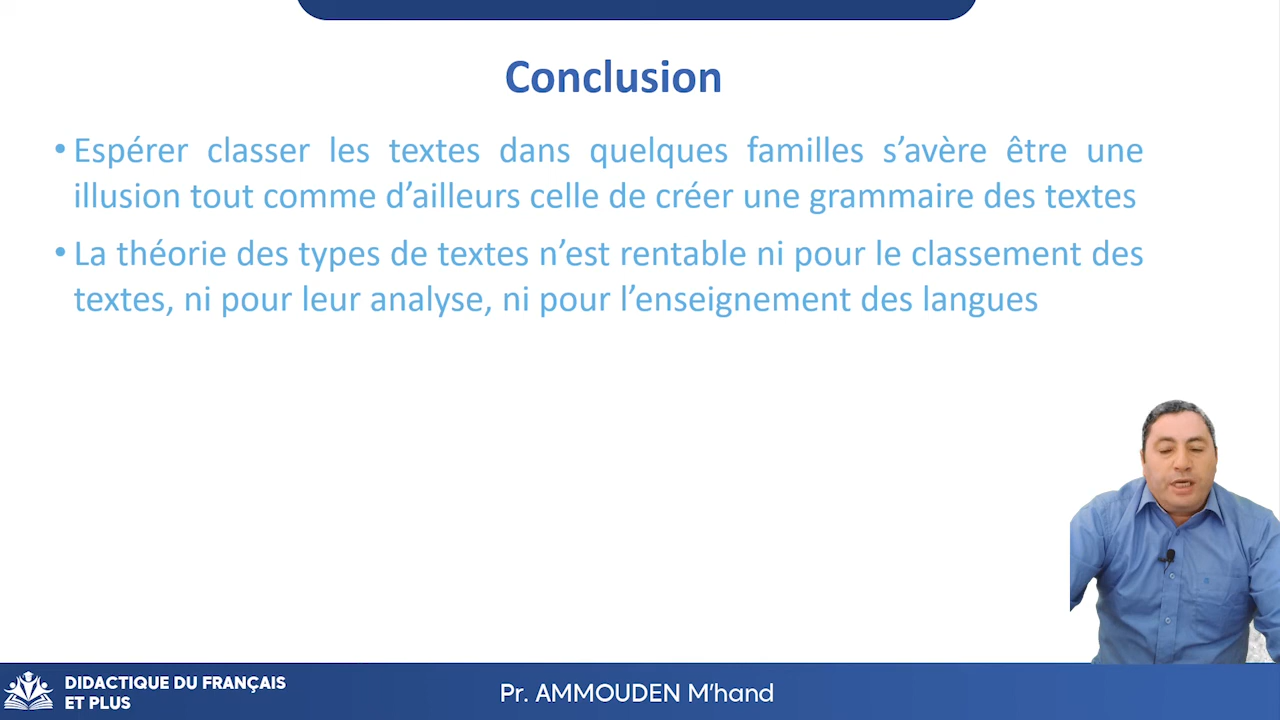 Conclusion
• Espérer classer les textes dans quelques familles s’avère être une
illusion tout comme d’ailleurs celle de créer une grammaire des textes
• La théorie des types de textes n’est rentable ni pour le classement des
textes, ni pour leur analyse, ni pour l’enseignement des langues
DIDACTIQUE DU FRANÇAIS
ET PLUS
Pr. AMMOUDEN M’hand